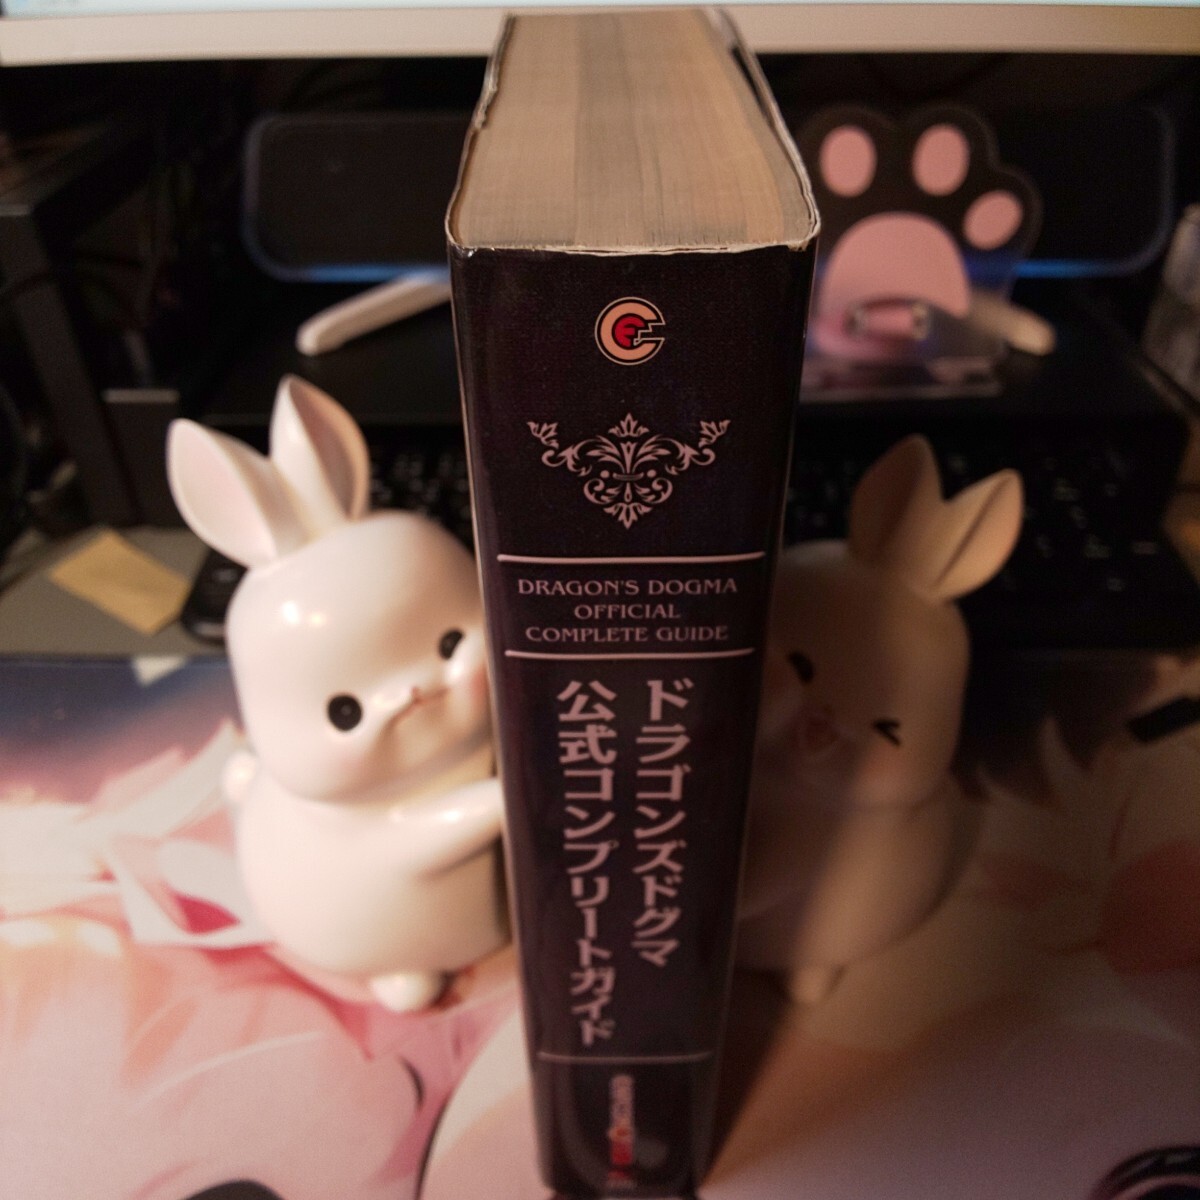 DRAGON'S DOGMA
OFFICIAL
COMPLETE GUIDE
ドラゴンズドグマ
公式コンプリートガイド